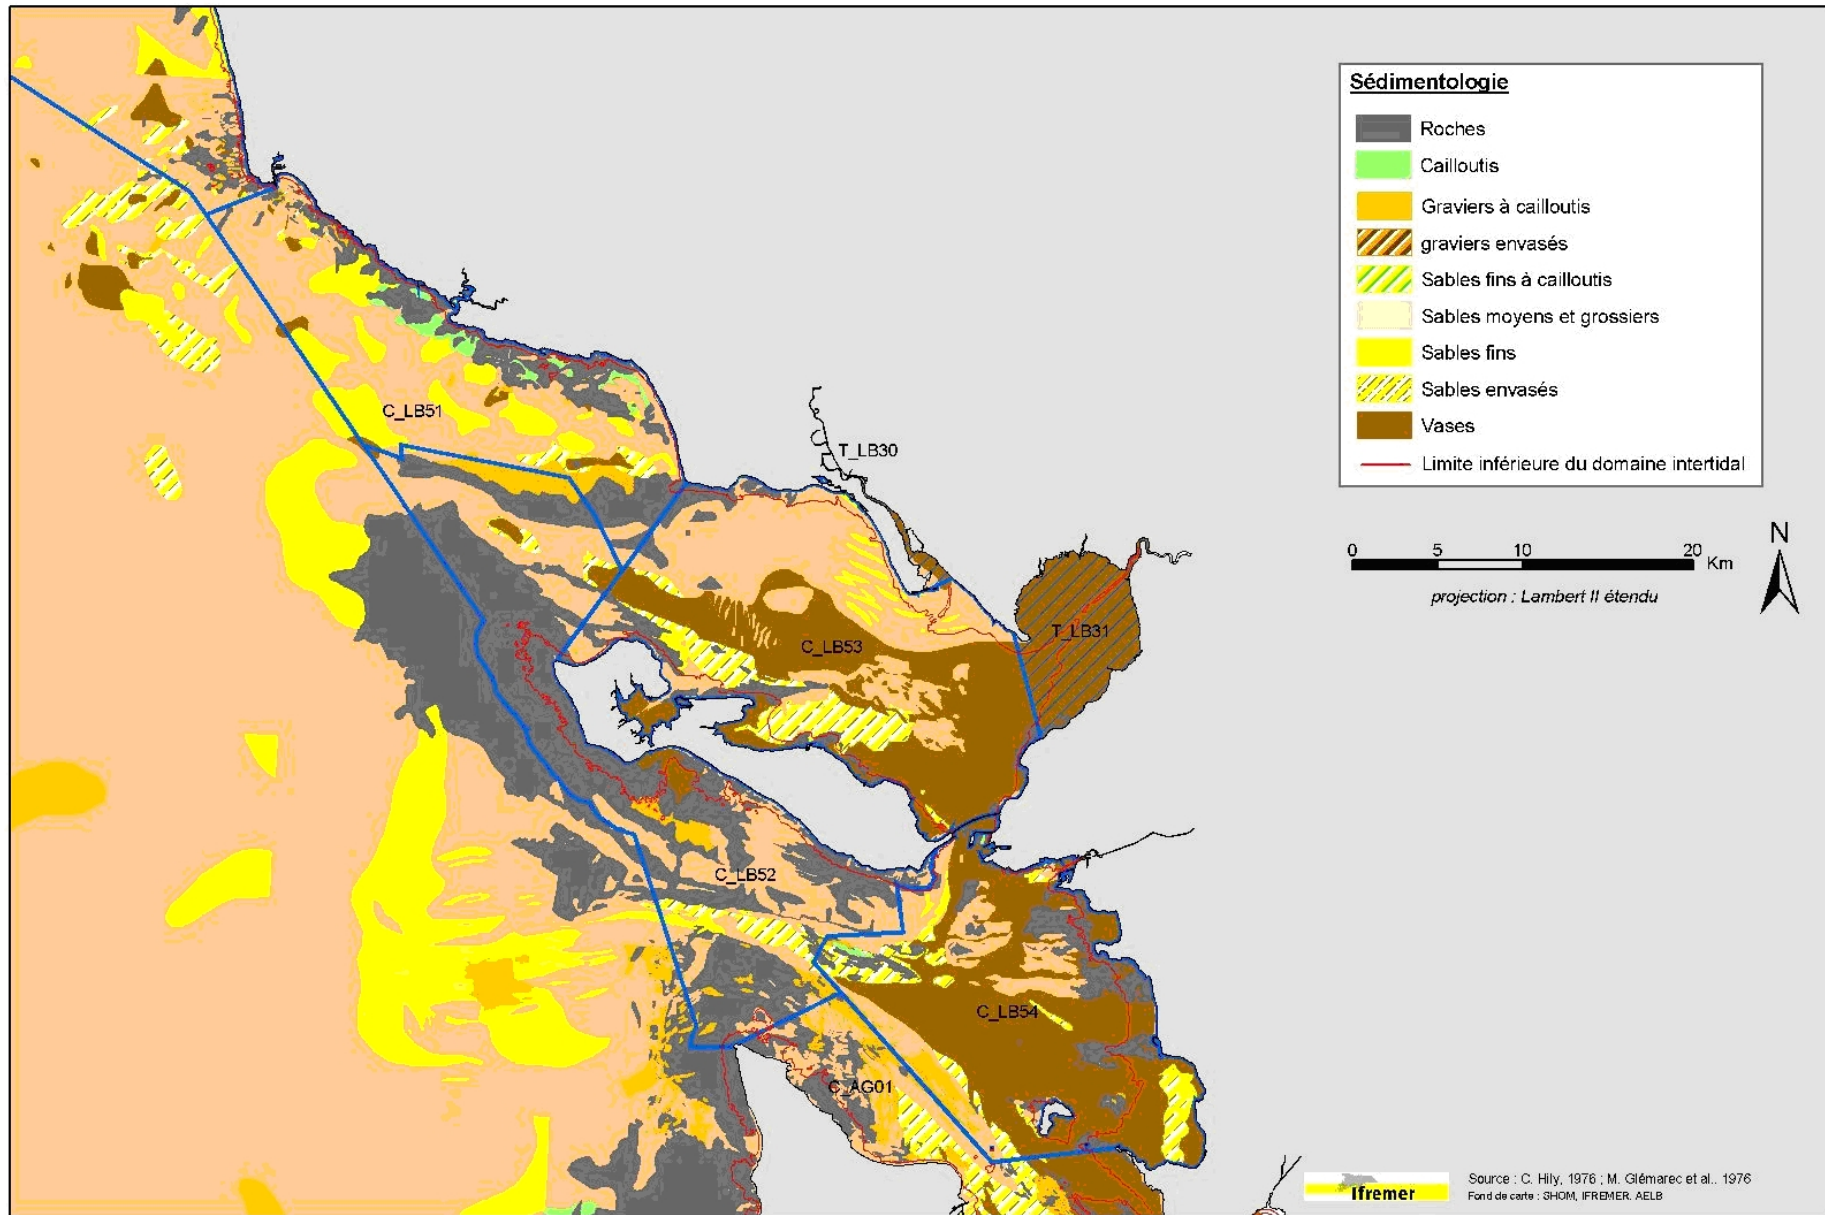 Sédimentologie
Roches
Cailloutis
Graviers à cailloutis
graviers envasés
Sables fins à cailloutis
Sables moyens et grossiers
Sables fins
Sables envasés
Vases
Limite inférieure du domaine intertidal
0 5 10 20 Km
projection : Lambert II étendu
N
C_LB51
T_LB30
T_LB31
C_LB53
C_LB52
C_LB54
C_AG01
Ifremer
Source : C. Hily, 1976 ; M. Glémarec et al.. 1976
Fond de carte : SHOM, IFREMER, AELB